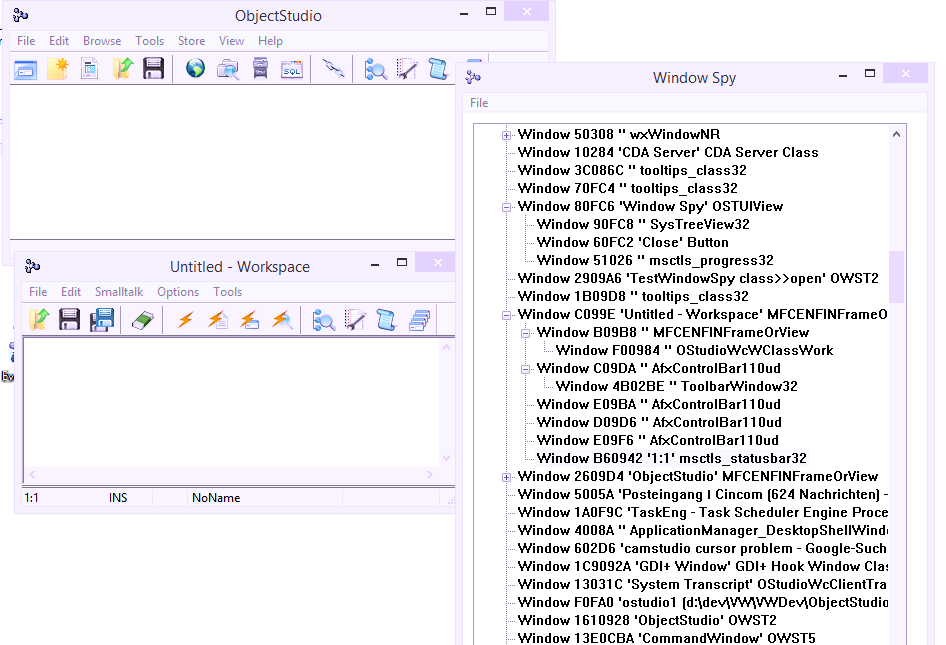 ObjectStudio
File Edit Browse Tools Store View Help
SQL
Untitled - Workspace
File Edit Smalltalk Options Tools
1:1 INS NoName
Window Spy
File
Window 50308 '' wxWindowNR
Window 10284 'CDA Server' CDA Server Class
Window 3C086C '' tooltips_class32
Window 70FC4 '' tooltips_class32
Window 80FC6 'Window Spy' OSTUIView
Window 90FC8 '' SysTreeView32
Window 60FC2 'Close' Button
Window 51026 '' msctls_progress32
Window 2909A6 'TestWindowSpy class>>open' OWST2
Window 1B09D8 '' tooltips_class32
Window C099E 'Untitled - Workspace' MFCENFINFrameO
Window B09B8 '' MFCENFINFrameOrView
Window F00984 '' OStudioWcWClassWork
Window C09DA '' AfxControlBar110ud
Window 4B02BE '' ToolbarWindow32
Window E09BA '' AfxControlBar110ud
Window D09D6 '' AfxControlBar110ud
Window E09F6 '' AfxControlBar110ud
Window B60942 '1:1' msctls_statusbar32
Window 2609D4 'ObjectStudio' MFCENFINFrameOrView
Window 5005A 'Posteingang | Cincom (624 Nachrichten) -
Window 1A0F9C 'TaskEng - Task Scheduler Engine Proce
Window 4008A '' ApplicationManager_DesktopShellWind
Window 602D6 'camstudio cursor problem - Google-Such
Window 1C9092A 'GDI+ Window' GDI+ Hook Window Clas
Window 13031C 'System Transcript' OStudioWcClientTra
Window F0FA0 'ostudio1 (d:\dev\VW\VWDev\ObjectStudio
Window 1610928 'ObjectStudio' OWST2
Window 13E0CBA 'CommandWindow' OWST5
Ev